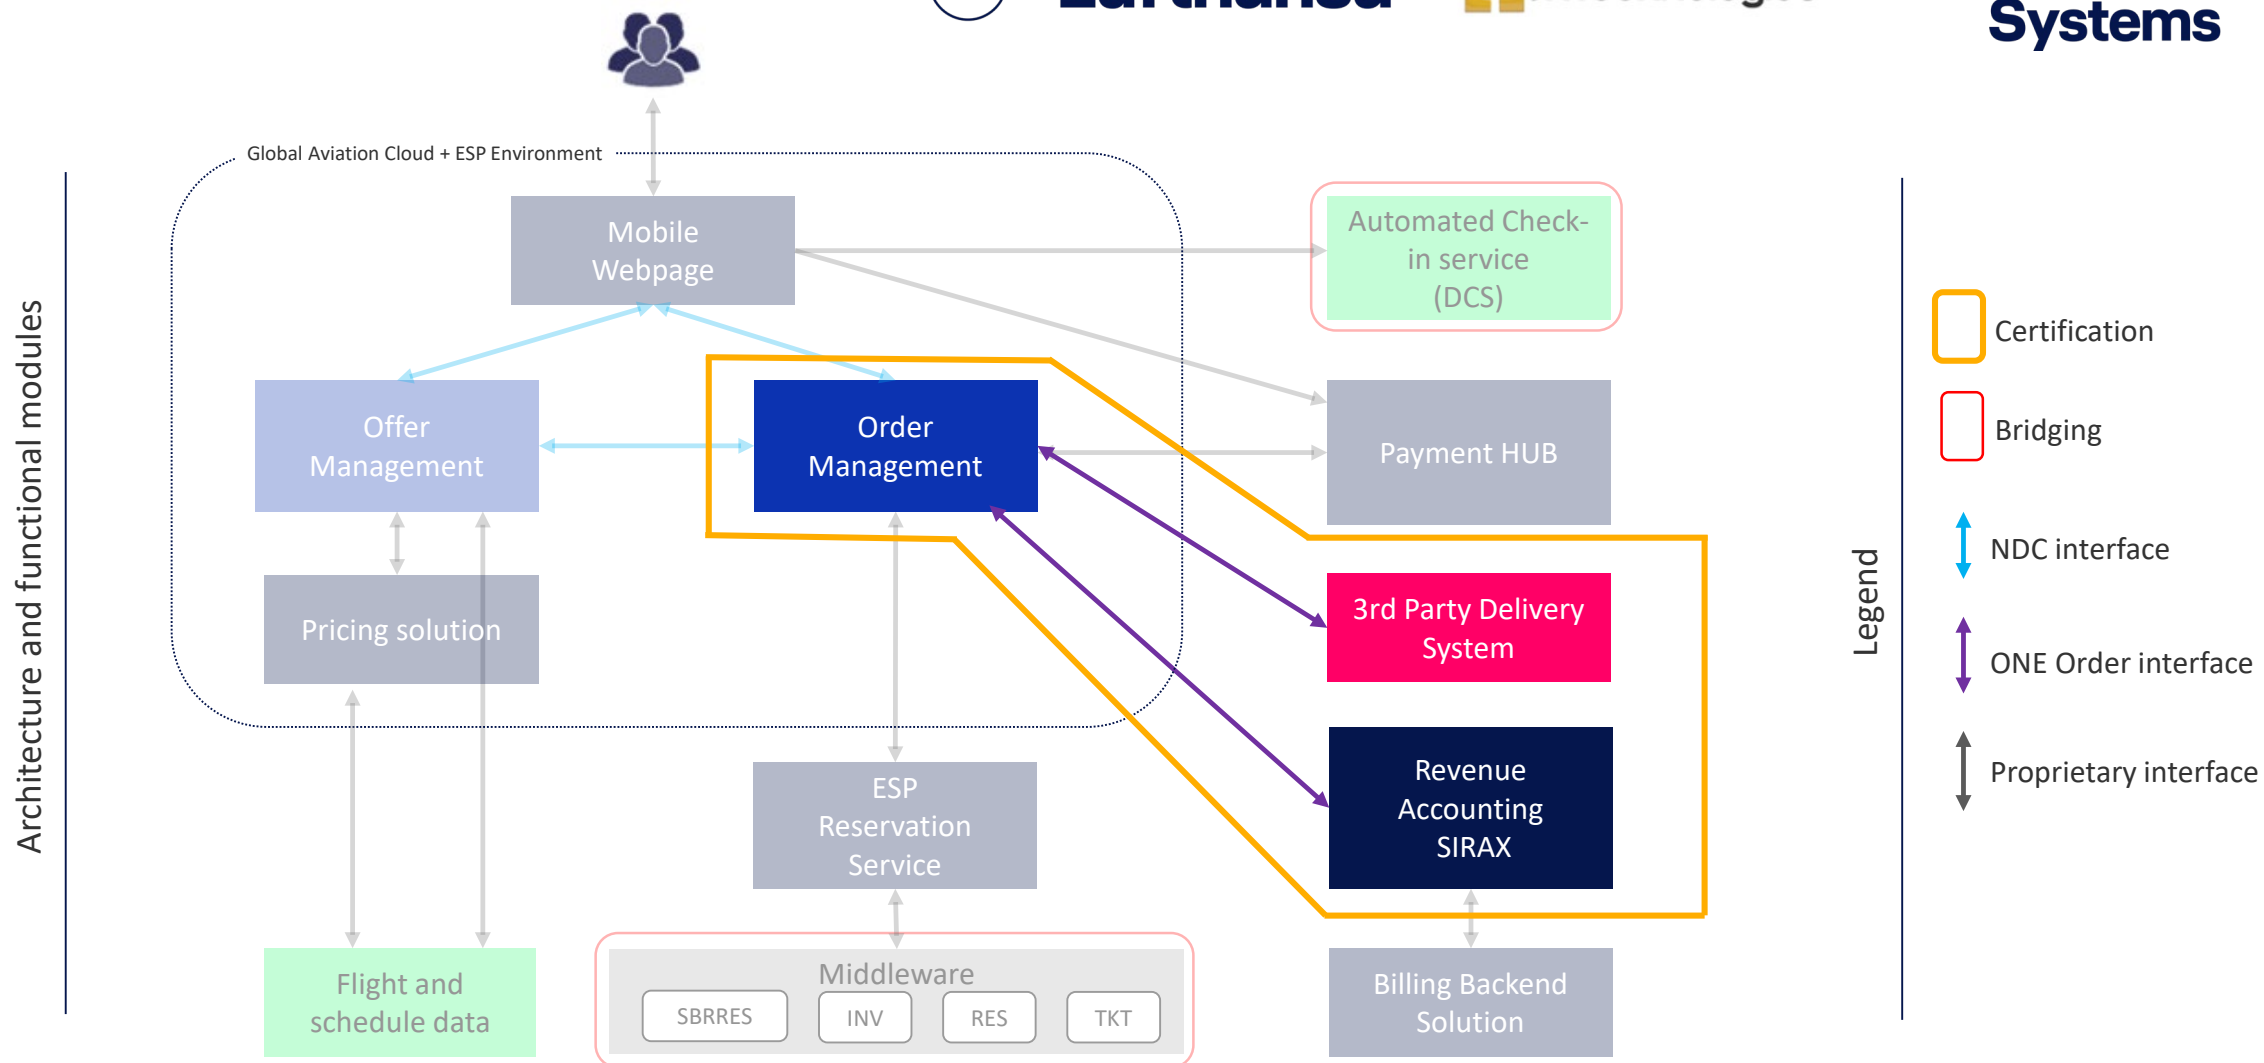 Lufthansa
Systems
Global Aviation Cloud + ESP Environment
Architecture and functional modules
Mobile
Webpage
Automated Check-
in service
(DCS)
Offer
Management
Order
Management
Payment HUB
Pricing solution
3rd Party Delivery
System
ESP
Reservation
Service
Revenue
Accounting
SIRAX
Flight and
schedule data
Middleware
SBRRES
INV
RES
TKT
Billing Backend
Solution
Legend
Certification
Bridging
NDC interface
ONE Order interface
Proprietary interface